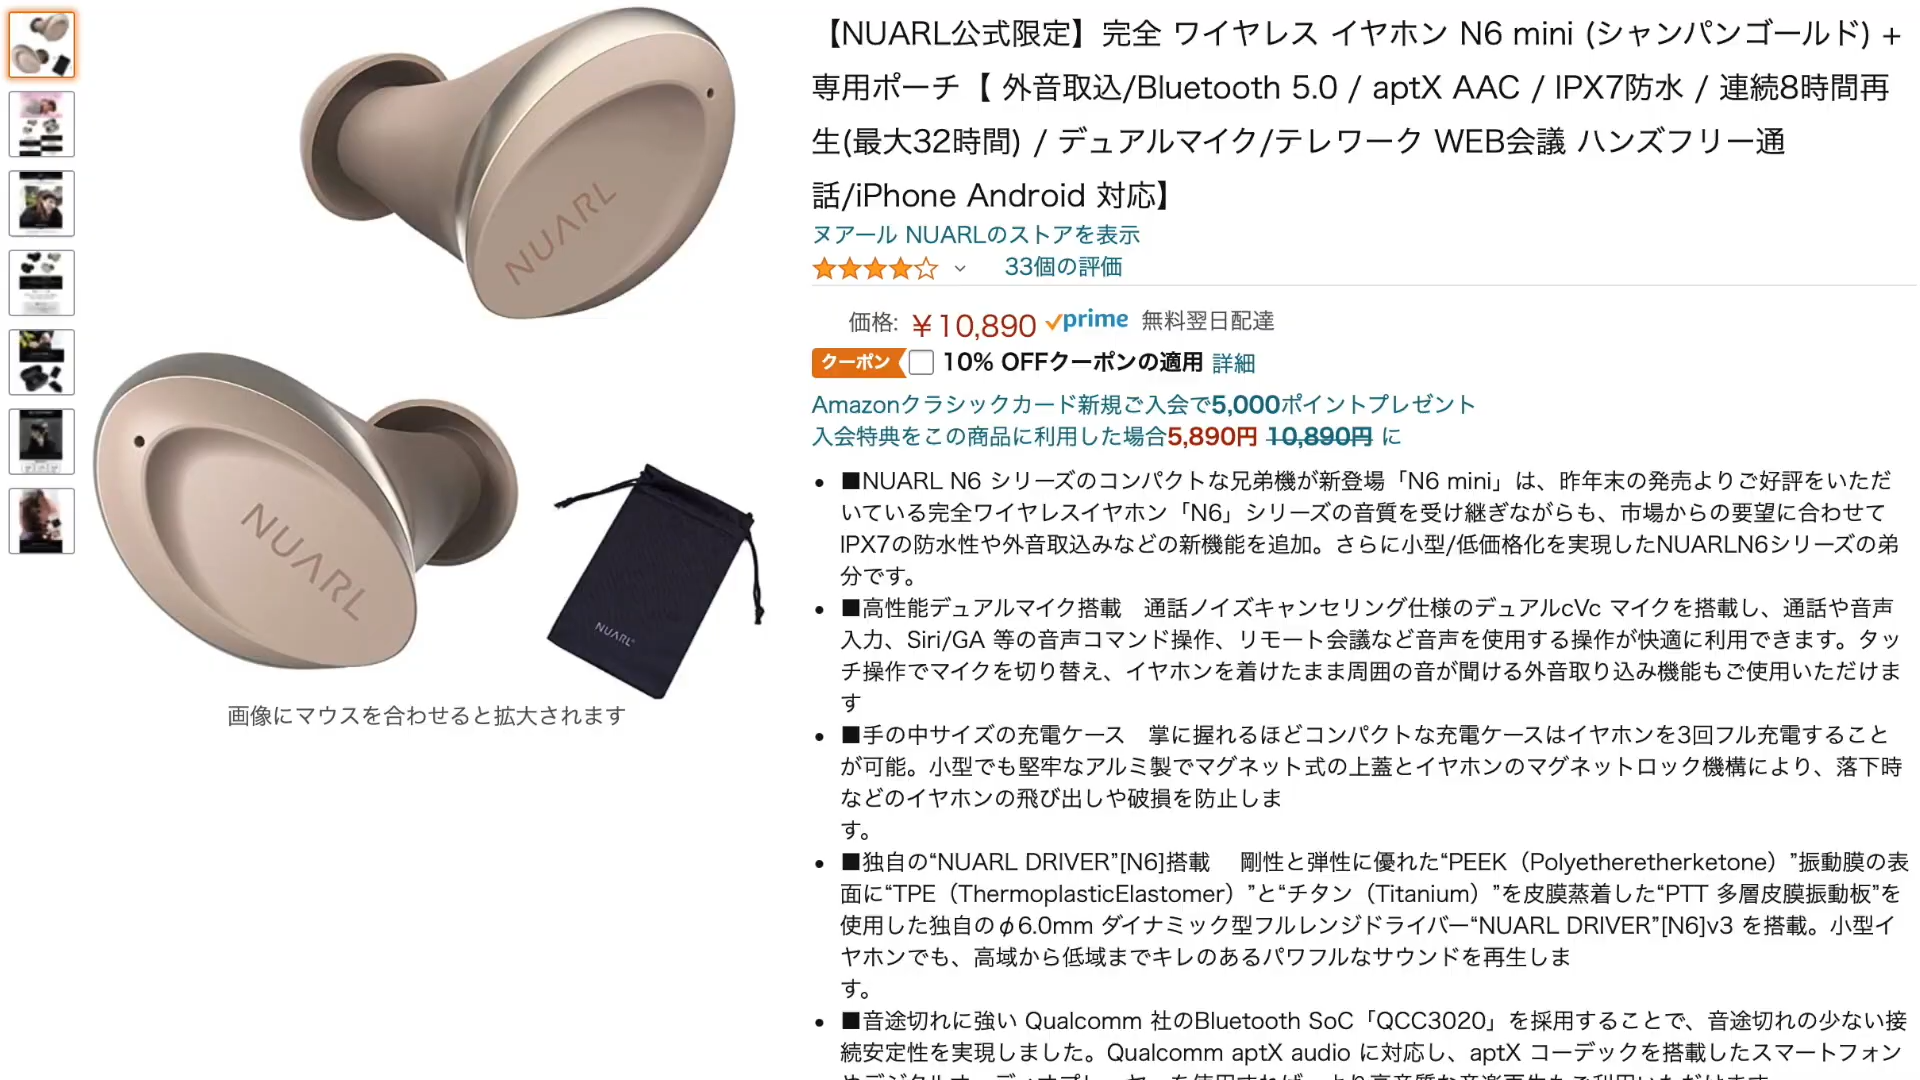 【NUARL公式限定】完全 ワイヤレス イヤホン N6 mini (シャンパンゴールド) +
専用ポーチ【 外音取込/Bluetooth 5.0 / aptX AAC / IPX7防水 / 連続8時間再
生(最大32時間) / デュアルマイク/テレワーク WEB会議 ハンズフリー通
話/iPhone Android 対応】
ヌアール NUARLのストアを表示
33個の評価
価格: ￥10,890 prime 無料翌日配達
クーポン 10% OFFクーポンの適用 詳細
Amazonクラシックカード新規ご入会で5,000ポイントプレゼント
入会特典をこの商品に利用した場合5,890円 10,890円 に
■NUARL N6 シリーズのコンパクトな兄弟機が新登場「N6 mini」は、昨年末の発売よりご好評をいただ
いている完全ワイヤレスイヤホン「N6」シリーズの音質を受け継ぎながらも、市場からの要望に合わせて
IPX7の防水性や外音取込みなどの新機能を追加。さらに小型/低価格化を実現したNUARLN6シリーズの弟
分です。
■高性能デュアルマイク搭載　通話ノイズキャンセリング仕様のデュアルcVc マイクを搭載し、通話や音声
入力、Siri/GA 等の音声コマンド操作、リモート会議など音声を使用する操作が快適に利用できます。タッ
チ操作でマイクを切り替え、イヤホンを着けたまま周囲の音が聞ける外音取り込み機能もご使用いただけま
す
■手の中サイズの充電ケース　掌に握れるほどコンパクトな充電ケースはイヤホンを3回フル充電すること
が可能。小型でも堅牢なアルミ製でマグネット式の上蓋とイヤホンのマグネットロック機構により、落下時
などのイヤホンの飛び出しや破損を防止しま
す。
■独自の“NUARL DRIVER”[N6]搭載　 剛性と弾性に優れた“PEEK（Polyetheretherketone）”振動膜の表
面に“TPE（ThermoplasticElastomer）”と“チタン（Titanium）”を皮膜蒸着した“PTT 多層皮膜振動板”を
使用した独自のφ6.0mm ダイナミック型フルレンジドライバー“NUARL DRIVER”[N6]v3 を搭載。小型イ
ヤホンでも、高域から低域までキレのあるパワフルなサウンドを再生しま
す。
■音途切れに強い Qualcomm 社のBluetooth SoC「QCC3020」を採用することで、音途切れの少ない接
続安定性を実現しました。Qualcomm aptX audio に対応し、aptX コーデックを搭載したスマートフォン
NUARL
NUARL
NUARL
画像にマウスを合わせると拡大されます